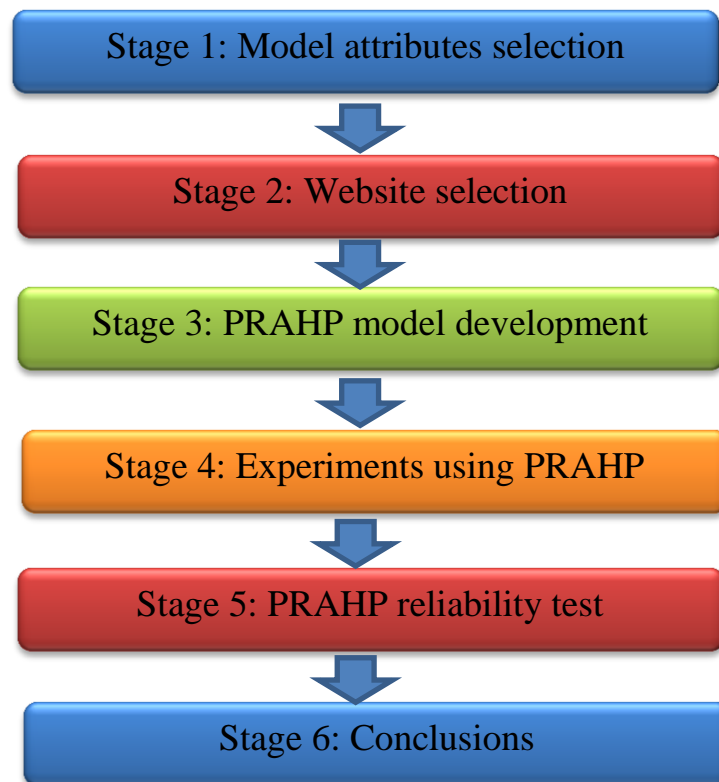 Stage 1: Model attributes selection
Stage 2: Website selection
Stage 3: PRAHP model development
Stage 4: Experiments using PRAHP
Stage 5: PRAHP reliability test
Stage 6: Conclusions